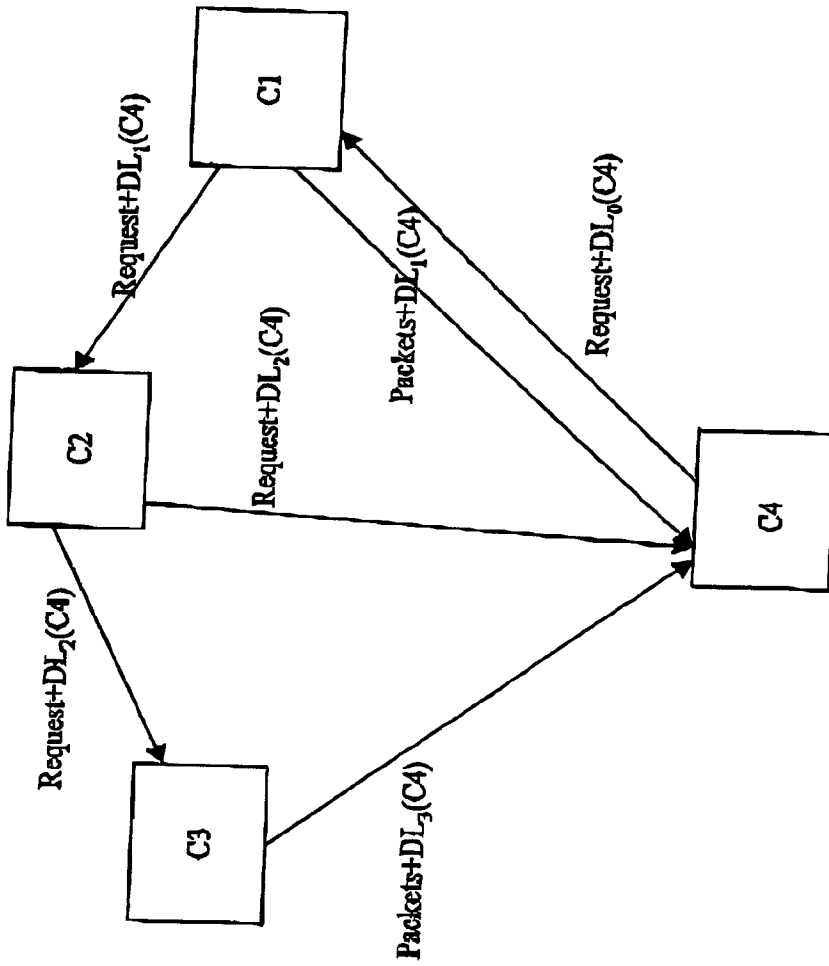 C1
Request+DL₁(C4)
Packets+DL₁(C4)
Request+DL₀(C4)
C2
Request+DL₂(C4)
C4
Request+DL₂(C4)
C3
Packets+DL₃(C4)